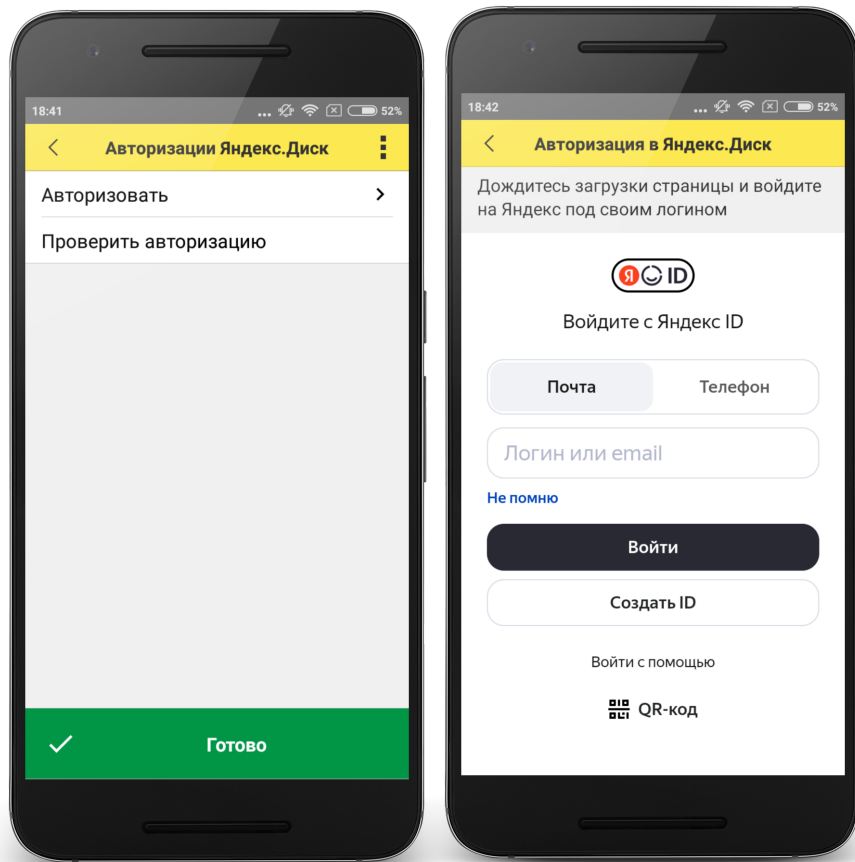 18:41
... 52%
Авторизации Яндекс.Диск
Авторизовать
Проверить авторизацию
Готово
18:42
... 52%
Авторизация в Яндекс.Диск
Дождитесь загрузки страницы и войдите
на Яндекс под своим логином
Я ID
Войдите с Яндекс ID
Почта Телефон
Логин или email
Не помню
Войти
Создать ID
Войти с помощью
QR-код